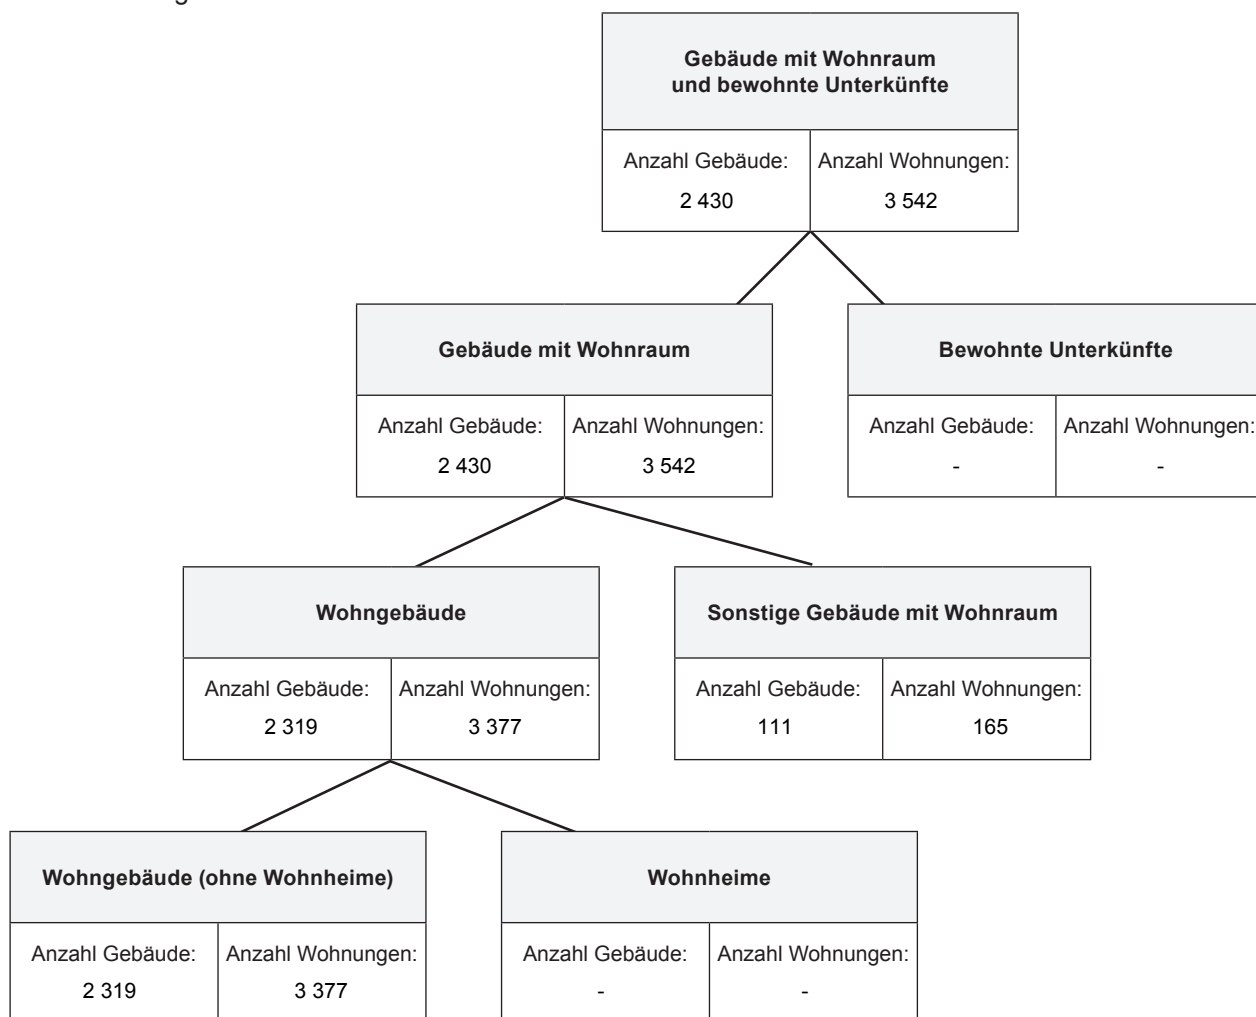 Gebäude mit Wohnraum
und bewohnte Unterkünfte
Anzahl Gebäude: Anzahl Wohnungen:
2 430 3 542
Gebäude mit Wohnraum Bewohnte Unterkünfte
Anzahl Gebäude: Anzahl Wohnungen: Anzahl Gebäude: Anzahl Wohnungen:
2 430 3 542 - -
Wohngebäude Sonstige Gebäude mit Wohnraum
Anzahl Gebäude: Anzahl Wohnungen: Anzahl Gebäude: Anzahl Wohnungen:
2 319 3 377 111 165
Wohngebäude (ohne Wohnheime) Wohnheime
Anzahl Gebäude: Anzahl Wohnungen: Anzahl Gebäude: Anzahl Wohnungen:
2 319 3 377 - -